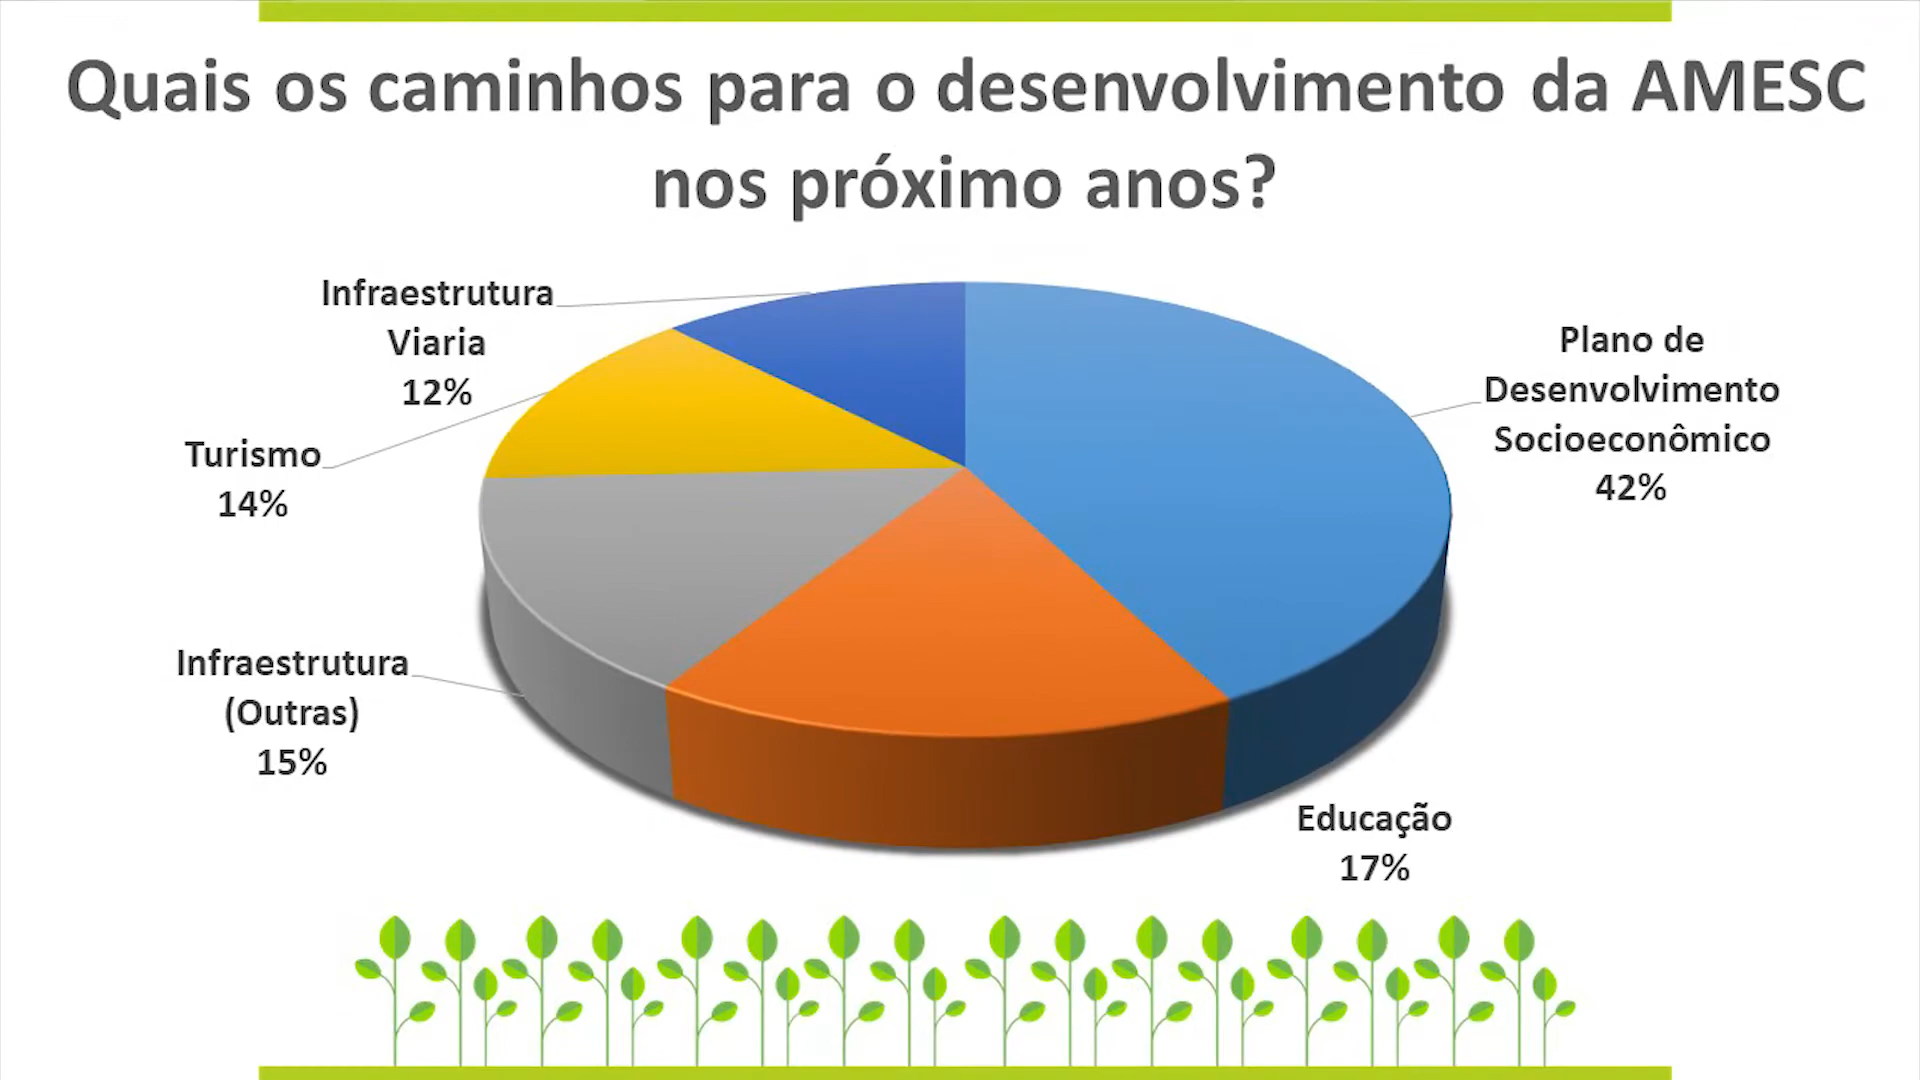 Quais os caminhos para o desenvolvimento da AMESC
nos próximo anos?
Infraestrutura
Viaria
12%
Plano de
Desenvolvimento
Socioeconômico
42%
Turismo
14%
Infraestrutura
(Outras)
15%
Educação
17%